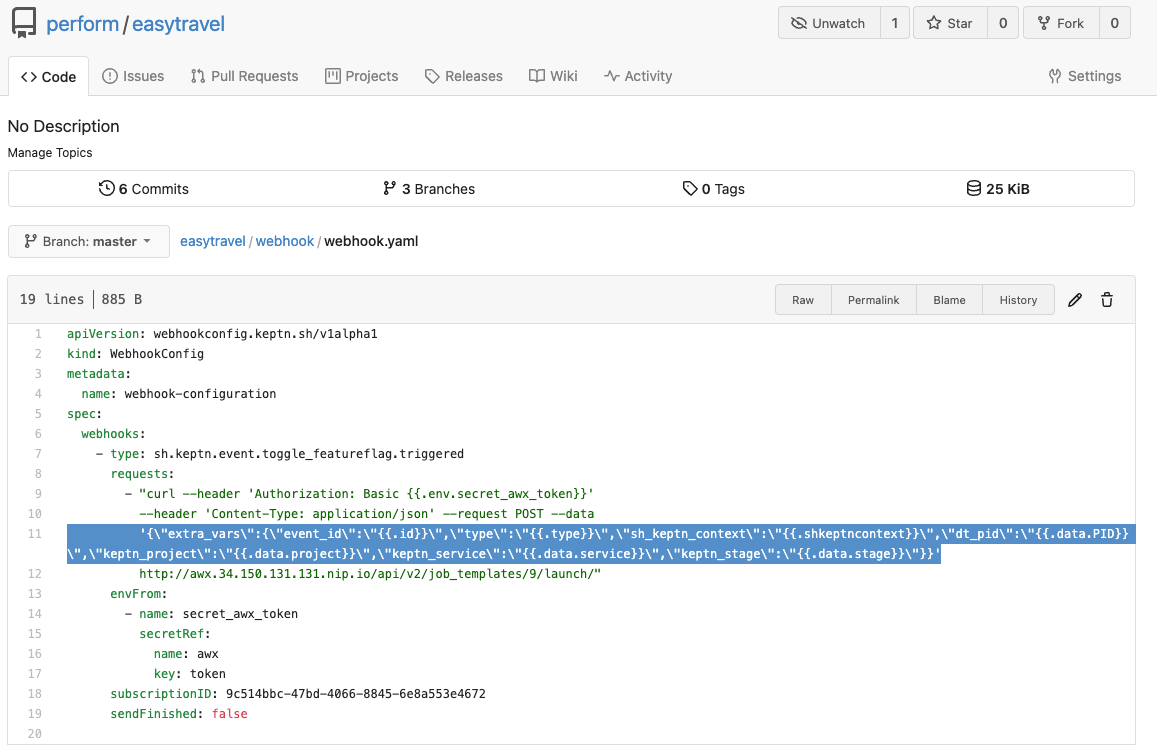 perform/easytravel
Unwatch 1 Star 0 Fork 0
Code Issues Pull Requests Projects Releases Wiki Activity Settings
No Description
Manage Topics
6 Commits 3 Branches 0 Tags 25 KiB
Branch: master easytravel/webhook/webhook.yaml
19 lines 885 B Raw Permalink Blame History
1 apiVersion: webhookconfig.keptn.sh/v1alpha1
2 kind: WebhookConfig
3 metadata:
4 name: webhook-configuration
5 spec:
6 webhooks:
7 - type: sh.keptn.event.toggle_featureflag.triggered
8 requests:
9 - "curl --header 'Authorization: Basic {{.env.secret_awx_token}}'
10 --header 'Content-Type: application/json' --request POST --data
11 '{\"extra_vars\":{\"event_id\":\"{{.id}}\",\"type\":\"{{.type}}\",\"sh_keptn_context\":\"{{.shkeptncontext}}\",\"dt_pid\":\"{{.data.PID}}
\",\"keptn_project\":\"{{.data.project}}\",\"keptn_service\":\"{{.data.service}}\",\"keptn_stage\":\"{{.data.stage}}\"}}'
12 http://awx.34.150.131.131.nip.io/api/v2/job_templates/9/launch/"
13 envFrom:
14 - name: secret_awx_token
15 secretRef:
16 name: awx
17 key: token
18 subscriptionID: 9c514bbc-47bd-4066-8845-6e8a553e4672
19 sendFinished: false
20